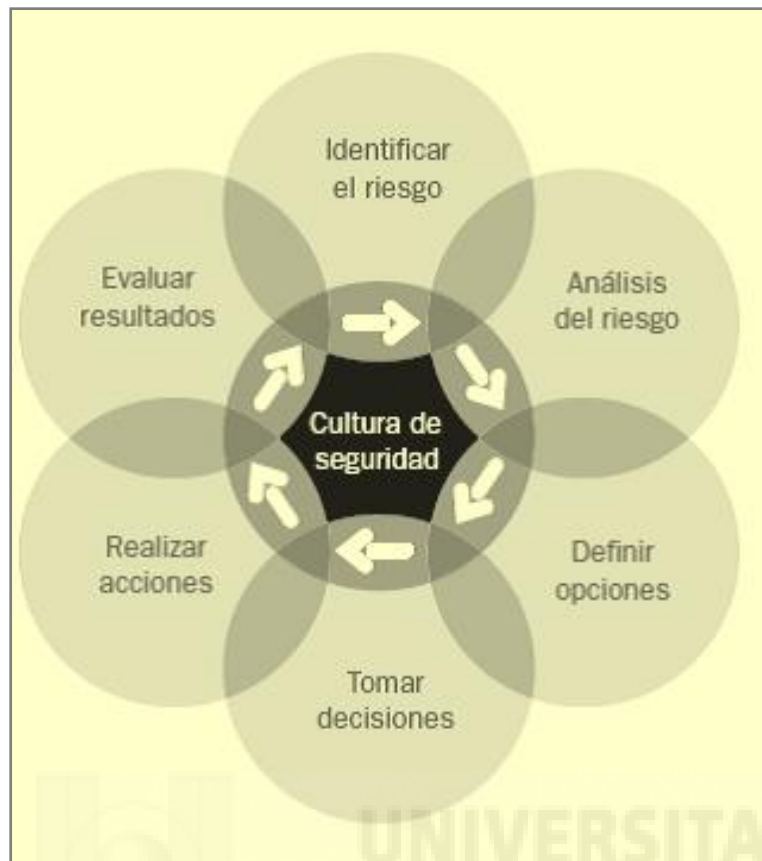 Identificar
el riesgo
Análisis
del riesgo
Definir
opciones
Tomar
decisiones
Realizar
acciones
Evaluar
resultados
Cultura de
seguridad
UNIVERSITA